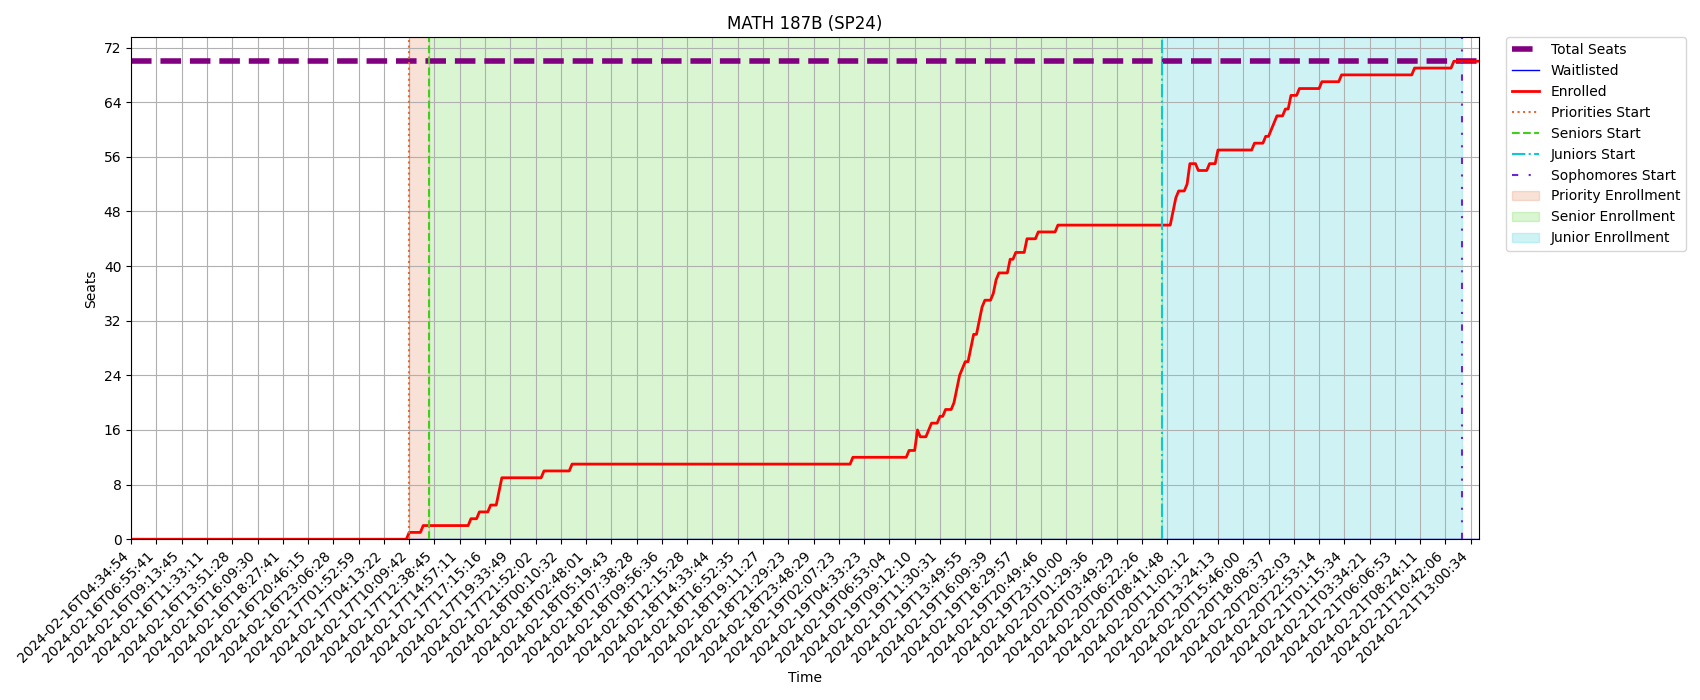 MATH 187B (SP24)
72
64
56
48
40
32
24
16
8
0
Seats
2024-02-16T04:34:54
2024-02-16T06:55:41
2024-02-16T09:13:45
2024-02-16T11:33:11
2024-02-16T13:51:28
2024-02-16T16:09:30
2024-02-16T18:27:41
2024-02-16T20:46:15
2024-02-16T23:06:28
2024-02-17T01:52:59
2024-02-17T04:13:22
2024-02-17T10:09:42
2024-02-17T12:38:45
2024-02-17T14:57:11
2024-02-17T17:15:16
2024-02-17T19:33:49
2024-02-17T21:52:02
2024-02-18T00:10:32
2024-02-18T02:48:01
2024-02-18T05:19:43
2024-02-18T07:38:28
2024-02-18T09:56:36
2024-02-18T12:15:28
2024-02-18T14:33:44
2024-02-18T16:52:35
2024-02-18T19:11:27
2024-02-18T21:29:23
2024-02-18T23:48:29
2024-02-19T02:07:23
2024-02-19T04:33:23
2024-02-19T06:53:04
2024-02-19T09:12:10
2024-02-19T11:30:31
2024-02-19T13:49:55
2024-02-19T16:09:39
2024-02-19T18:29:57
2024-02-19T20:49:46
2024-02-19T23:10:00
2024-02-20T01:29:36
2024-02-20T03:49:29
2024-02-20T06:22:26
2024-02-20T08:41:48
2024-02-20T11:02:12
2024-02-20T13:24:13
2024-02-20T15:46:00
2024-02-20T18:08:37
2024-02-20T20:32:03
2024-02-20T22:53:14
2024-02-21T01:15:34
2024-02-21T03:34:21
2024-02-21T06:06:53
2024-02-21T08:24:11
2024-02-21T10:42:06
2024-02-21T13:00:34
Time
Total Seats
Waitlisted
Enrolled
Priorities Start
Seniors Start
Juniors Start
Sophomores Start
Priority Enrollment
Senior Enrollment
Junior Enrollment